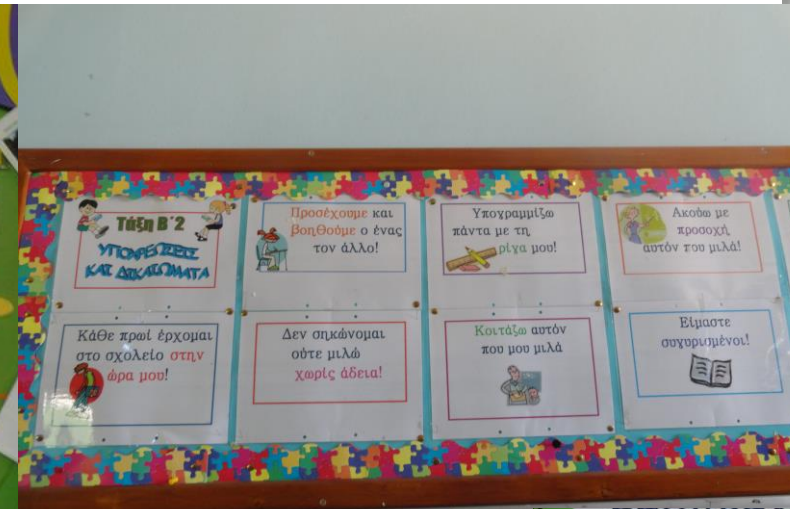 Τάξη Β΄2
ΥΠΟΧΡΕΩΣΕΙΣ
ΚΑΙ ΔΙΚΑΙΩΜΑΤΑ
Προσέχουμε και
βοηθούμε ο ένας
τον άλλο!
Υπογραμμίζω
πάντα με τη
ρίγα μου!
Ακούω με
προσοχή
αυτόν που μιλά!
Κάθε πρωί έρχομαι
στο σχολείο στην
ώρα μου!
Δεν σηκώνομαι
ούτε μιλώ
χωρίς άδεια!
Κοιτάζω αυτόν
που μου μιλά
Είμαστε
συγυρισμένοι!